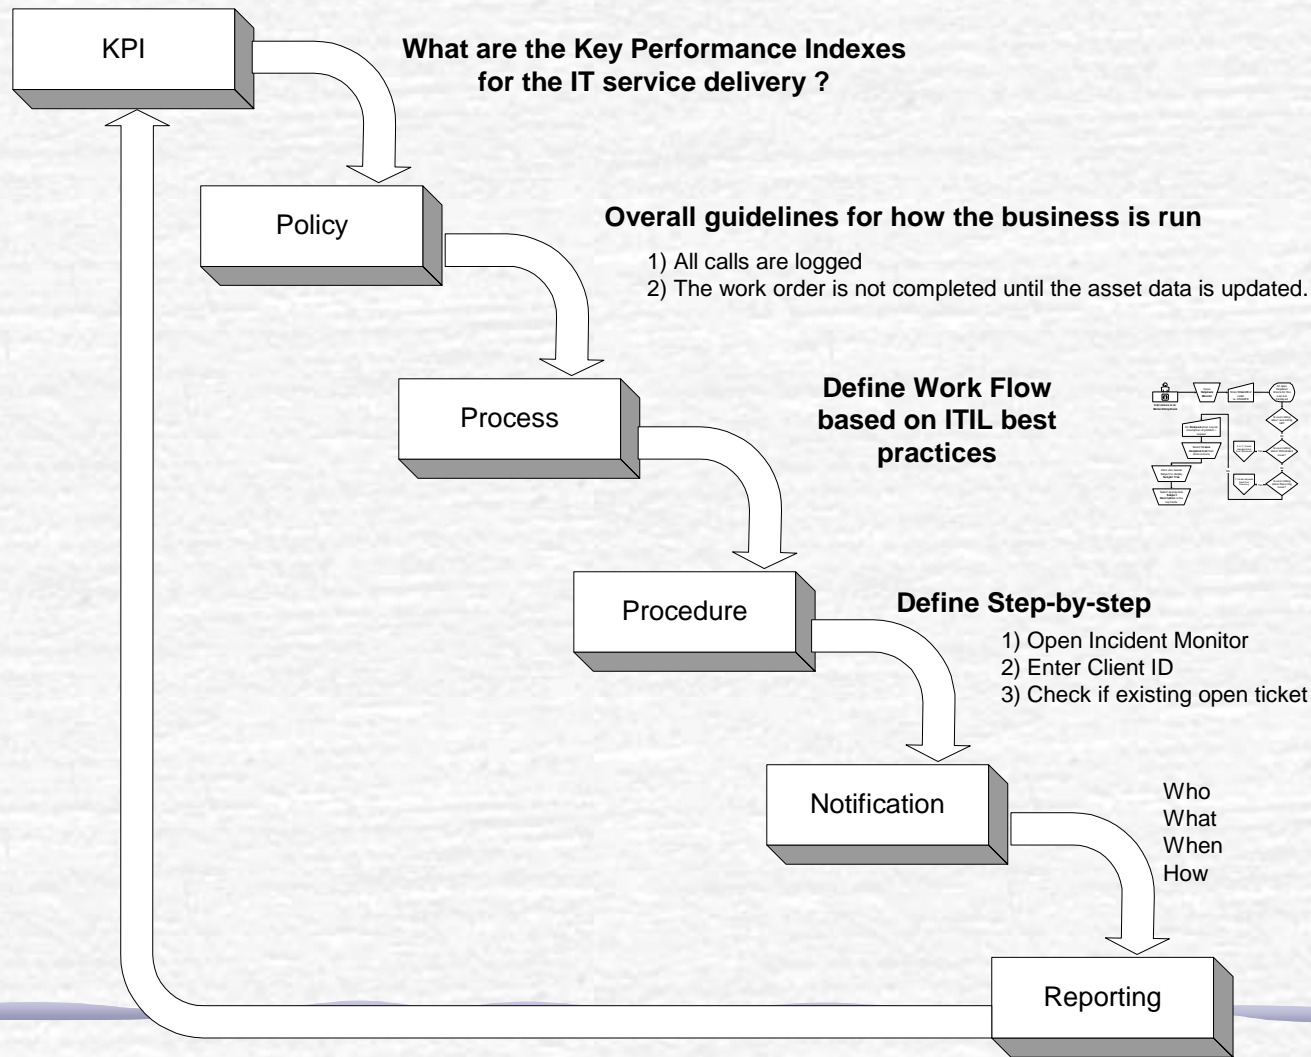 KPI
What are the Key Performance Indexes
for the IT service delivery ?
Policy
Overall guidelines for how the business is run
1) All calls are logged
2) The work order is not completed until the asset data is updated.
Process
Define Work Flow
based on ITIL best
practices
Procedure
Define Step-by-step
1) Open Incident Monitor
2) Enter Client ID
3) Check if existing open ticket
Notification
Who
What
When
How
Reporting